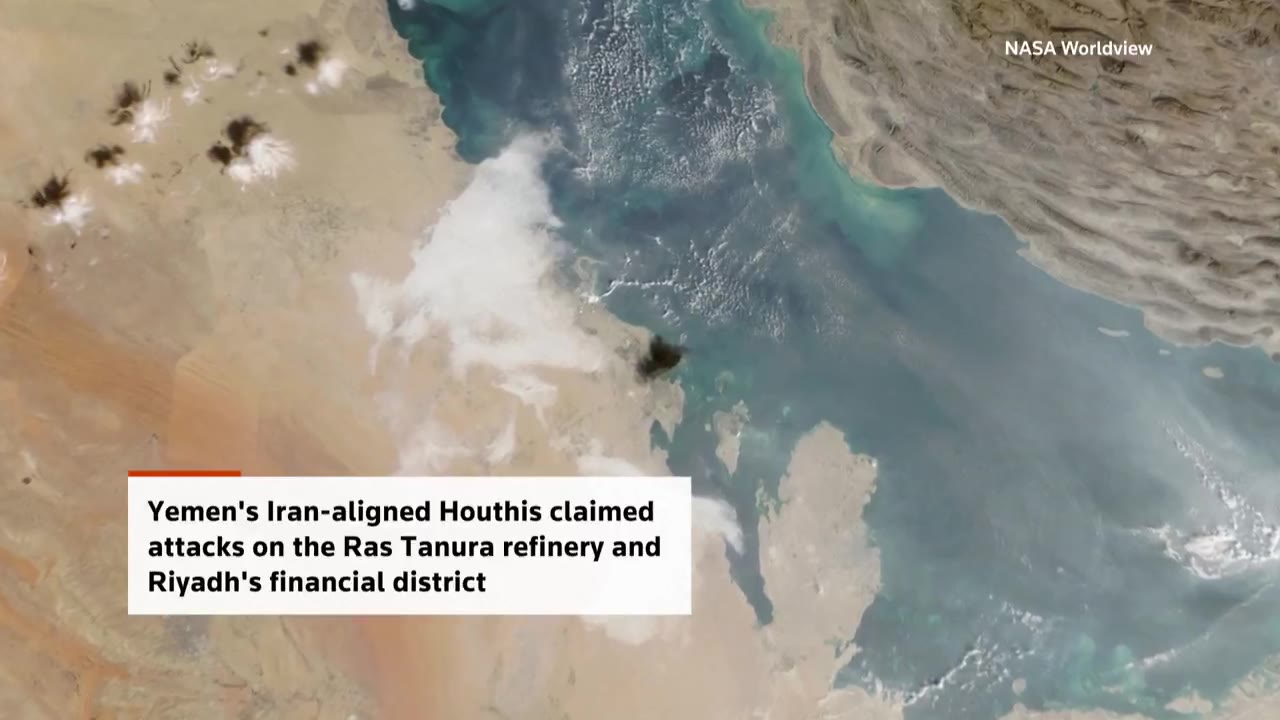 NASA Worldview
Yemen's Iran-aligned Houthis claimed
attacks on the Ras Tanura refinery and
Riyadh's financial district